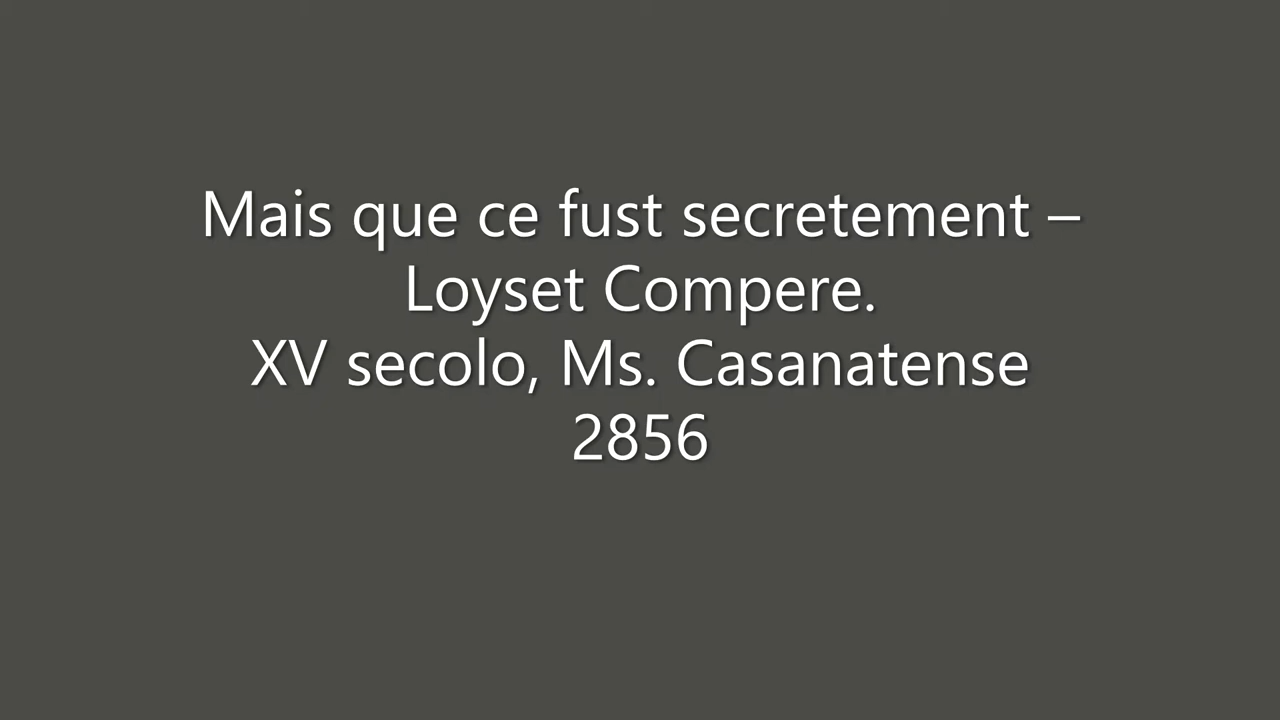 Mais que ce fust secretement –
Loyset Compere.
XV secolo, Ms. Casanatense
2856